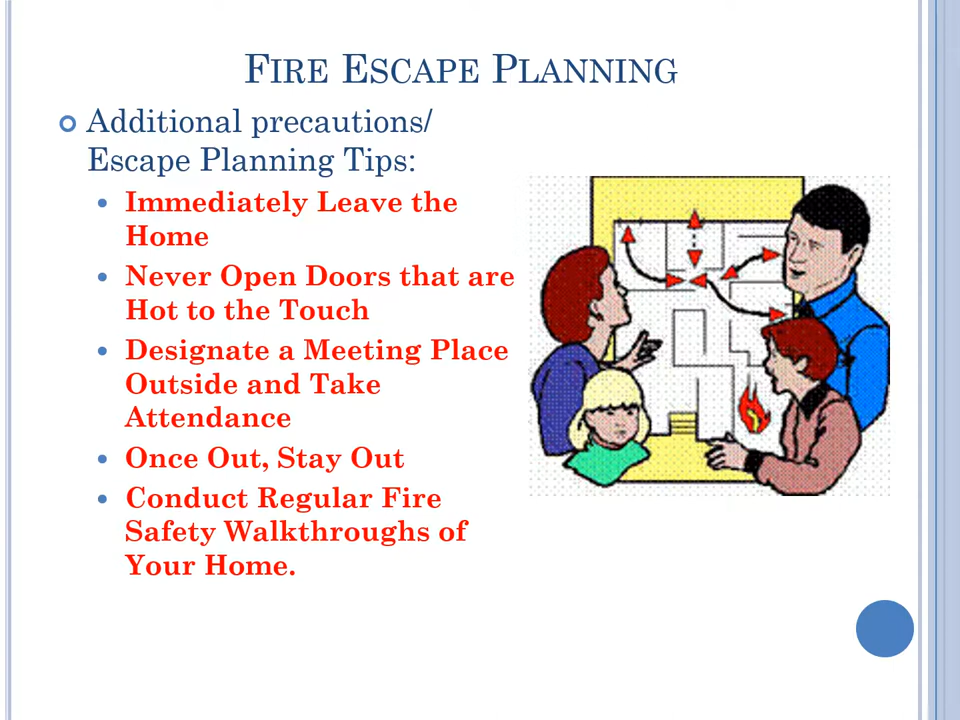 FIRE ESCAPE PLANNING
Additional precautions/
Escape Planning Tips:
Immediately Leave the
Home
Never Open Doors that are
Hot to the Touch
Designate a Meeting Place
Outside and Take
Attendance
Once Out, Stay Out
Conduct Regular Fire
Safety Walkthroughs of
Your Home.